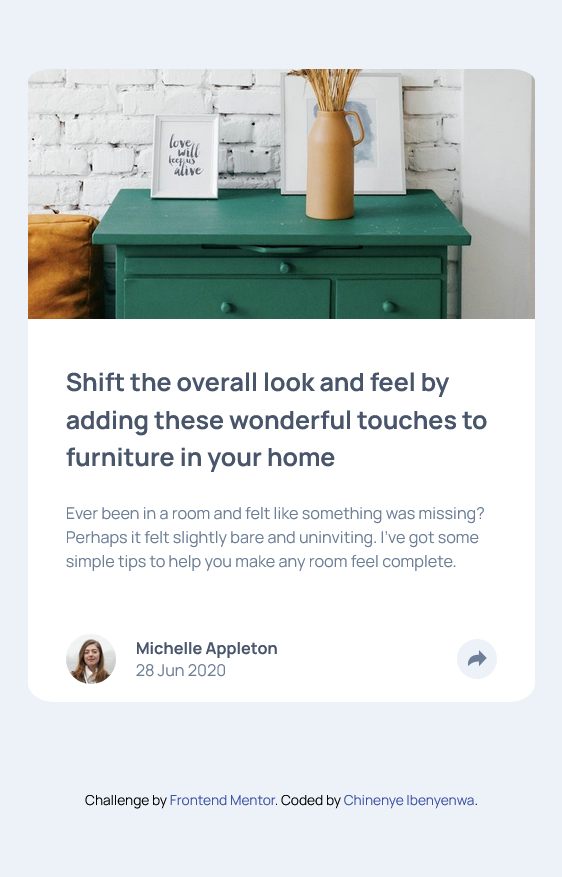 love
will
keep us
alive
Shift the overall look and feel by
adding these wonderful touches to
furniture in your home
Ever been in a room and felt like something was missing?
Perhaps it felt slightly bare and uninviting. I've got some
simple tips to help you make any room feel complete.
Michelle Appleton
28 Jun 2020
Challenge by Frontend Mentor. Coded by Chinenye Ibenyenwa.